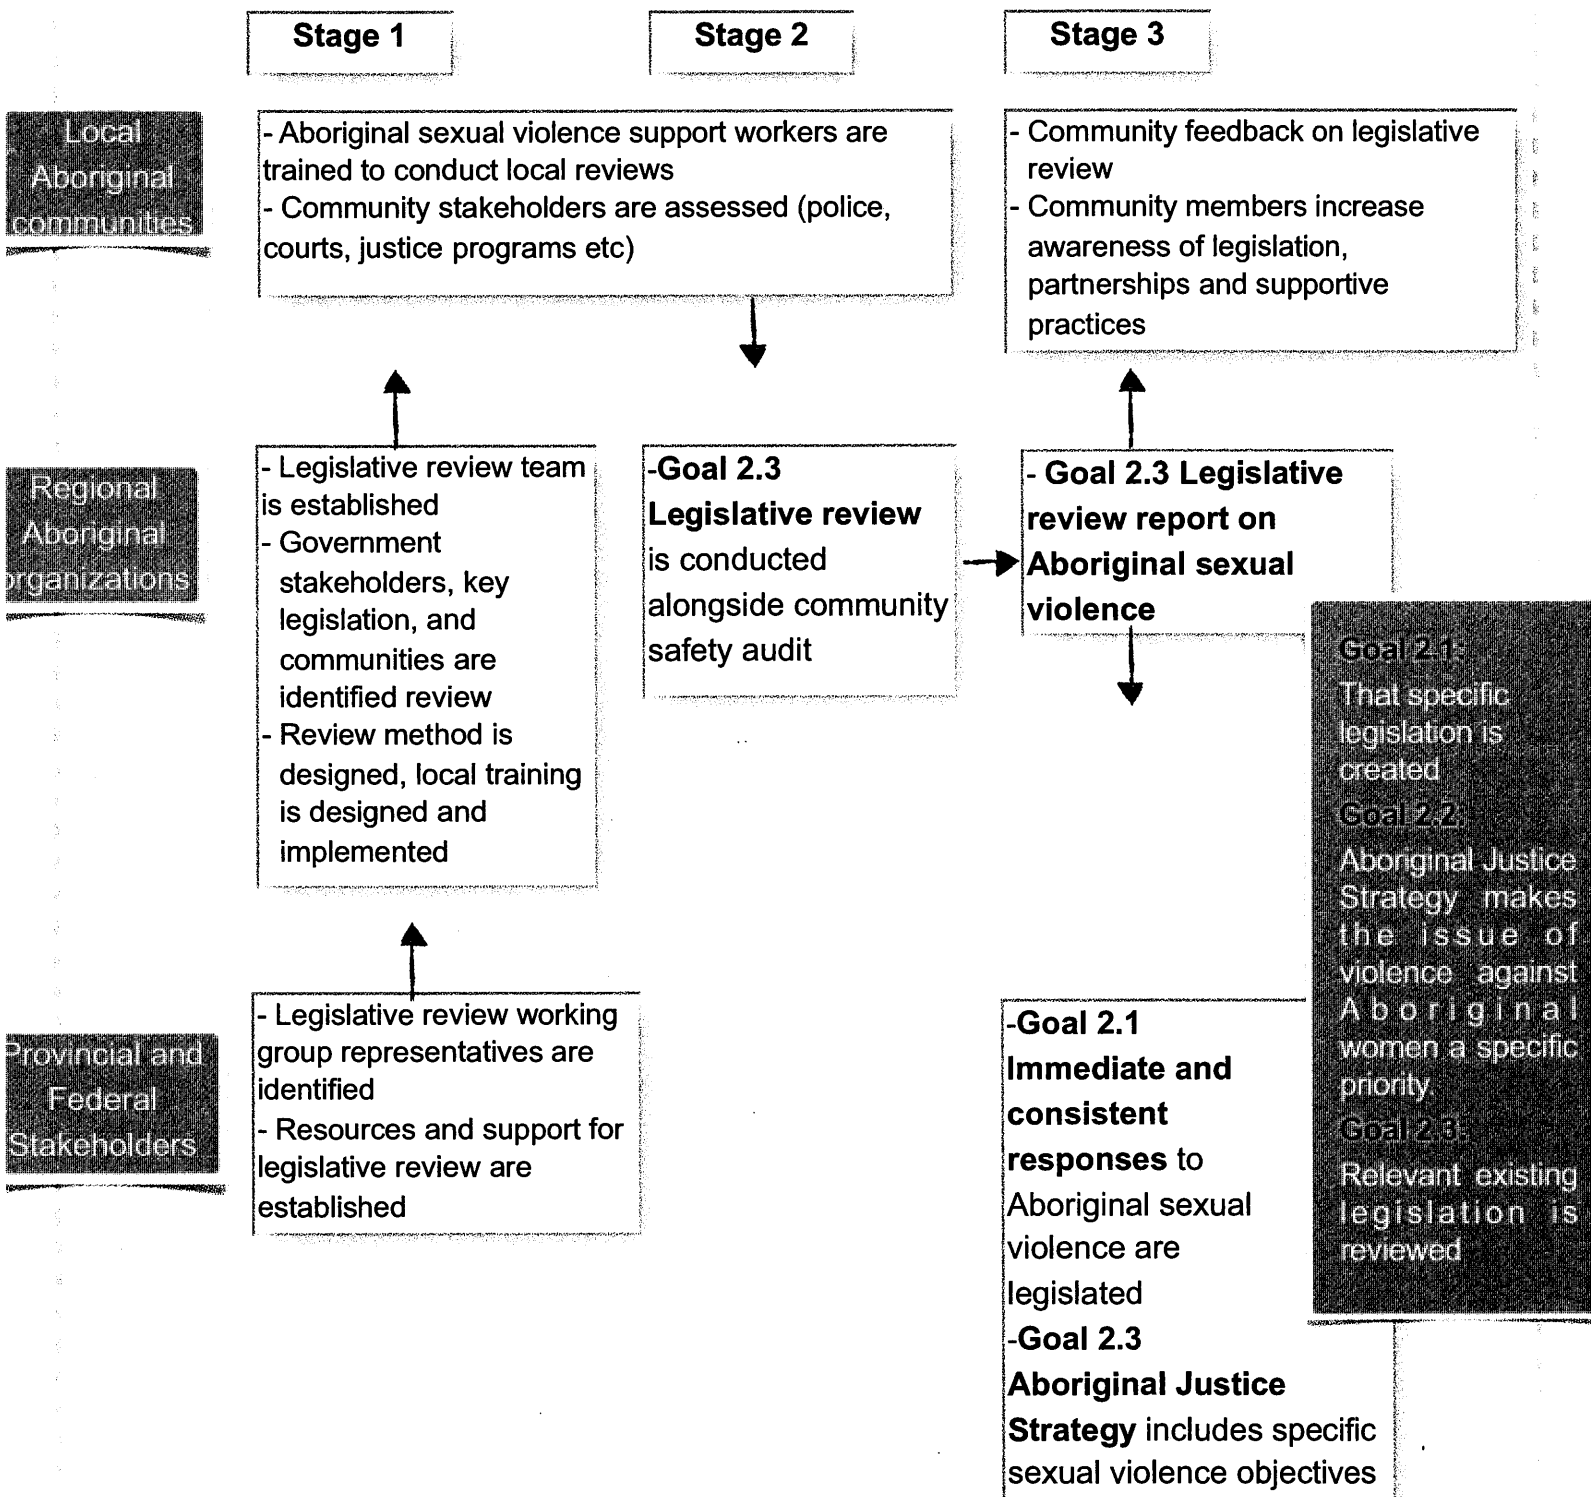 Stage 1
Stage 2
Stage 3
Local
Aboriginal
communities
- Aboriginal sexual violence support workers are
trained to conduct local reviews
- Community stakeholders are assessed (police,
courts, justice programs etc)
- Community feedback on legislative
review
- Community members increase
awareness of legislation,
partnerships and supportive
practices
Regional
Aboriginal
organizations
- Legislative review team
is established
- Government
stakeholders, key
legislation, and
communities are
identified review
- Review method is
designed, local training
is designed and
implemented
-Goal 2.3
Legislative review
is conducted
alongside community
safety audit
- Goal 2.3 Legislative
review report on
Aboriginal sexual
violence
Goal 2.1:
That specific
legislation is
created
Goal 2.2:
Aboriginal Justice
Strategy makes
the issue of
violence against
Aboriginal
women a specific
priority.
Goal 2.3:
Relevant existing
legislation is
reviewed
Provincial and
Federal
Stakeholders
- Legislative review working
group representatives are
identified
- Resources and support for
legislative review are
established
-Goal 2.1
Immediate and
consistent
responses to
Aboriginal sexual
violence are
legislated
-Goal 2.3
Aboriginal Justice
Strategy includes specific
sexual violence objectives